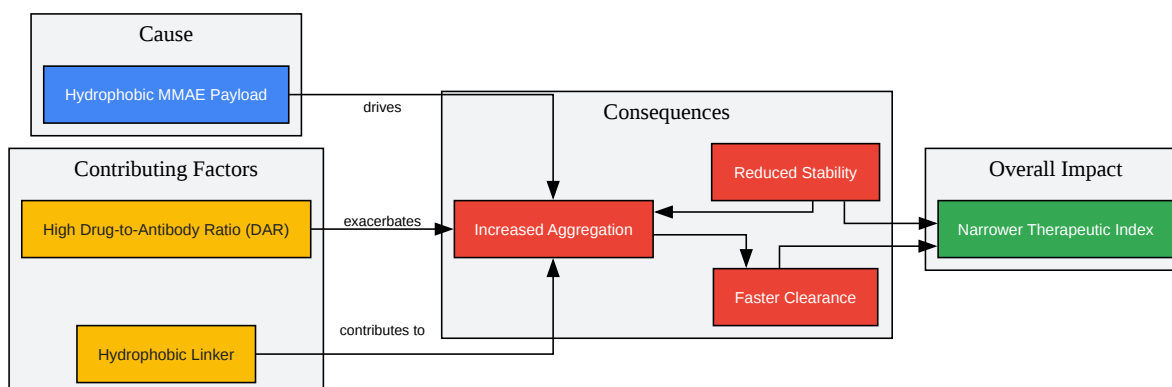 Cause
Hydrophobic MMAE Payload
drives
Contributing Factors
High Drug-to-Antibody Ratio (DAR)
exacerbates
Hydrophobic Linker
contributes to
Consequences
Reduced Stability
Increased Aggregation
Faster Clearance
Overall Impact
Narrower Therapeutic Index